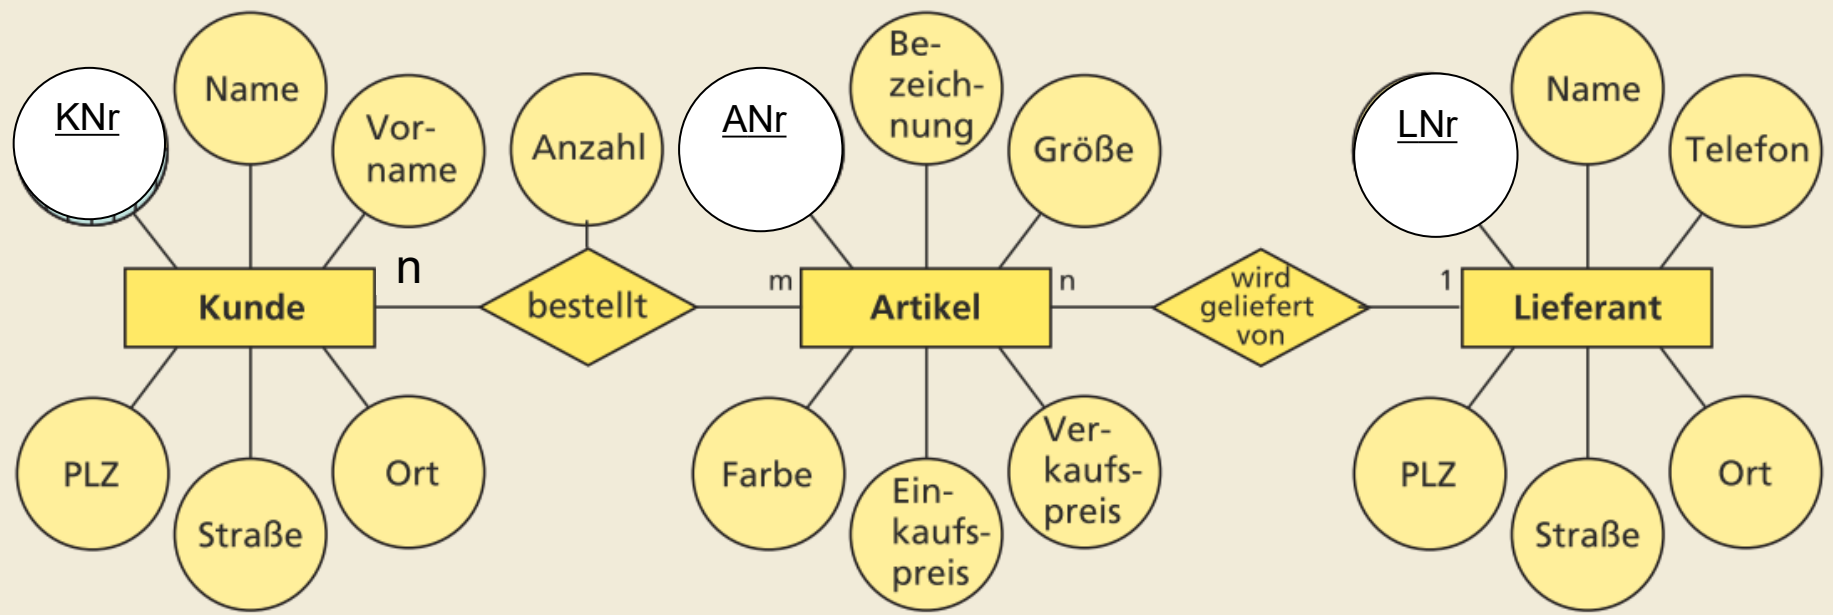 KNr
Name
Vor-
name
Anzahl
ANr
Be-
zeich-
nung
Größe
LNr
Name
Telefon
Kunde
n
bestellt
m
Artikel
n
wird
geliefert
von
1
Lieferant
PLZ
Straße
Ort
Farbe
Ein-
kaufs-
preis
Ver-
kaufs-
preis
PLZ
Straße
Ort